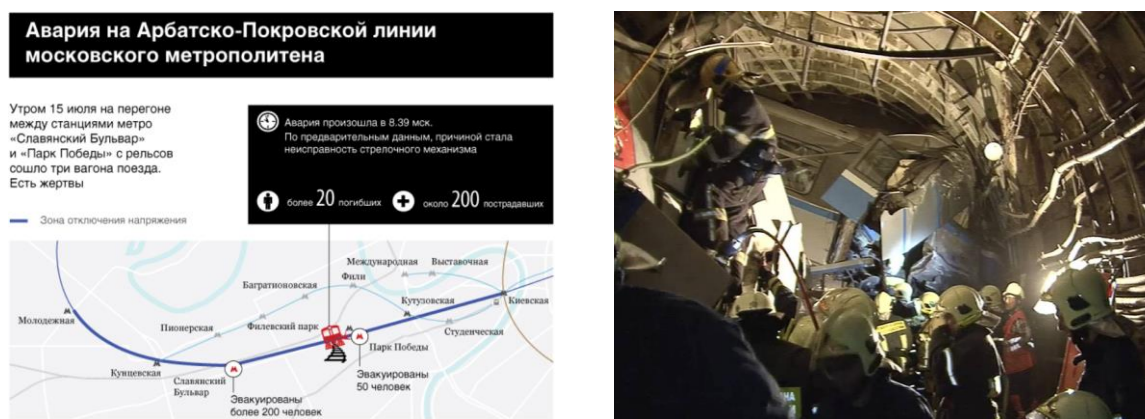 Авария на Арбатско-Покровской линии
московского метрополитена
Утром 15 июля на перегоне
между станциями метро
«Славянский Бульвар»
и «Парк Победы» с рельсов
сошло три вагона поезда.
Есть жертвы
Зона отключения напряжения
Авария произошла в 8.39 мск.
По предварительным данным, причиной стала
неисправность стрелочного механизма
более 20 погибших
около 200 пострадавших
Международная
Выставочная
Фили
Багратионовская
Кутузовская
Киевская
Молодежная
Пионерская
Филевский парк
Студенческая
Парк Победы
Кунцевская
Славянский
Бульвар
Эвакуированы
50 человек
Эвакуированы
более 200 человек